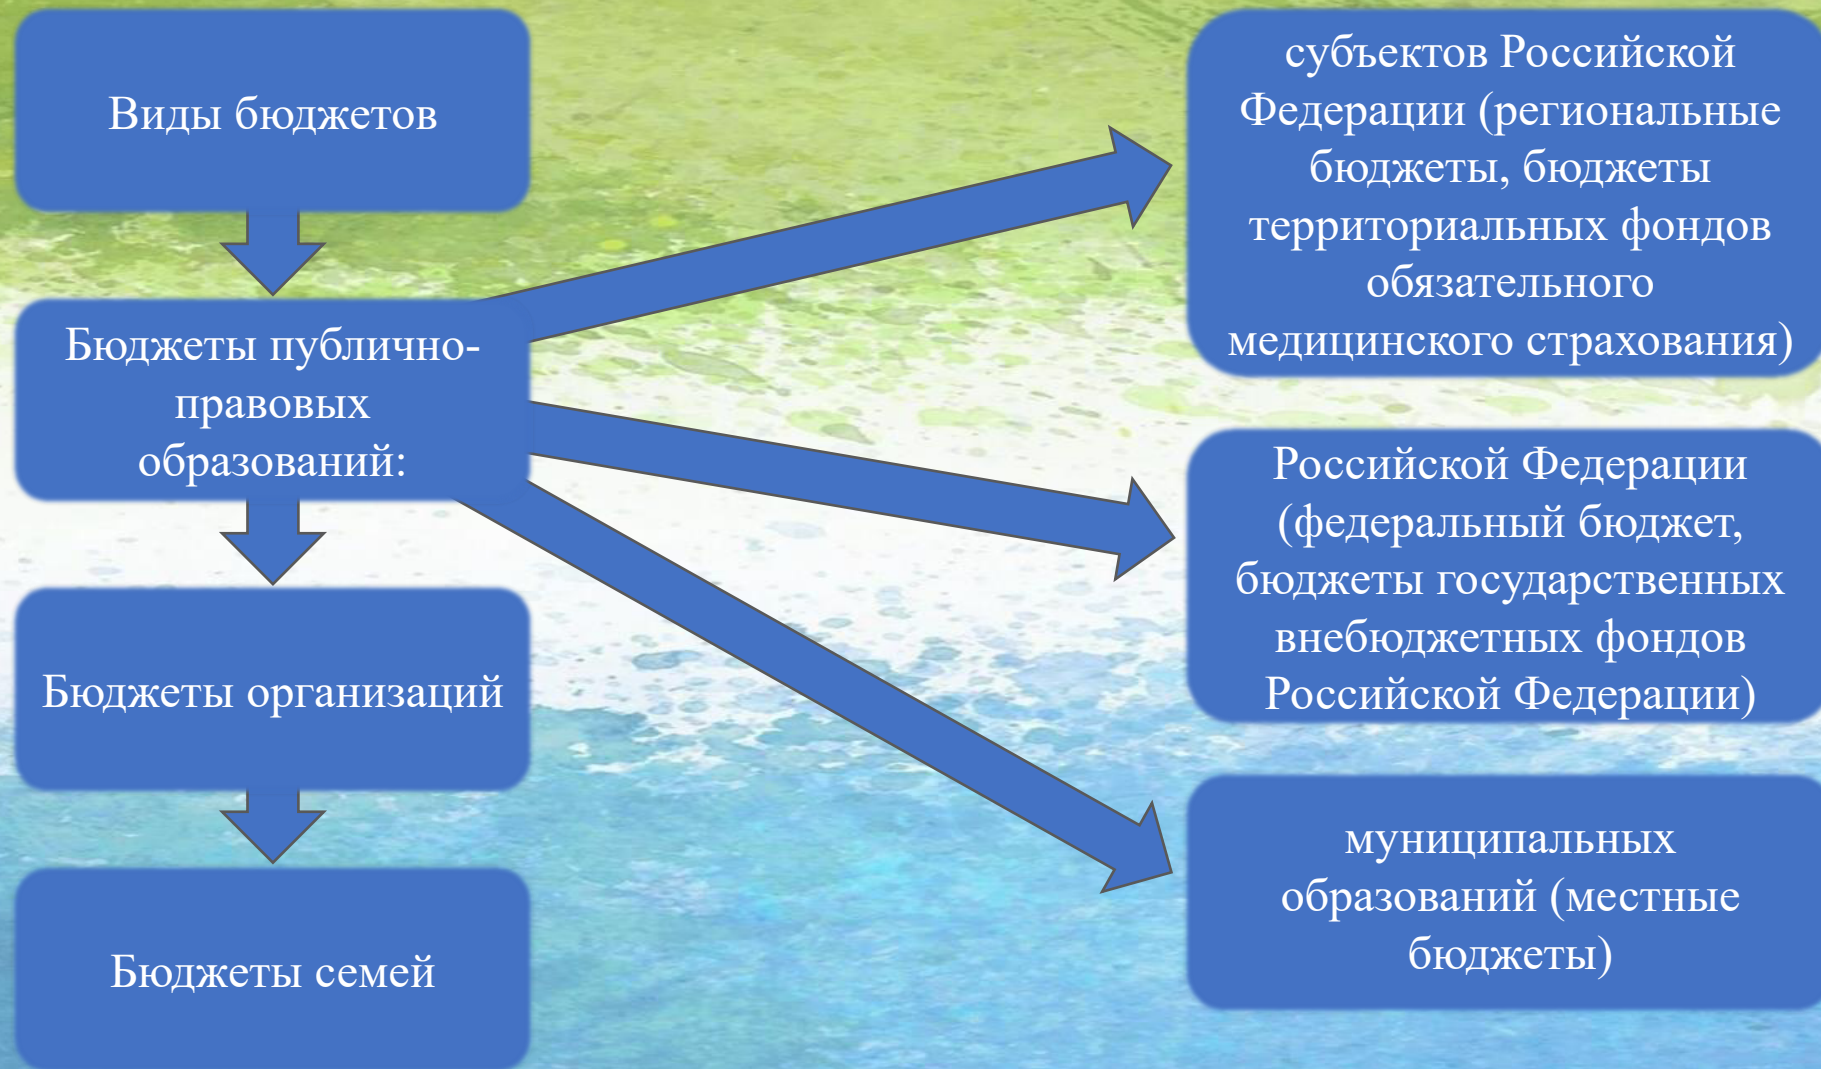 Виды бюджетов
Бюджеты публично-
правовых
образований:
Бюджеты организаций
Бюджеты семей
субъектов Российской
Федерации (региональные
бюджеты, бюджеты
территориальных фондов
обязательного
медицинского страхования)
Российской Федерации
(федеральный бюджет,
бюджеты государственных
внебюджетных фондов
Российской Федерации)
муниципальных
образований (местные
бюджеты)